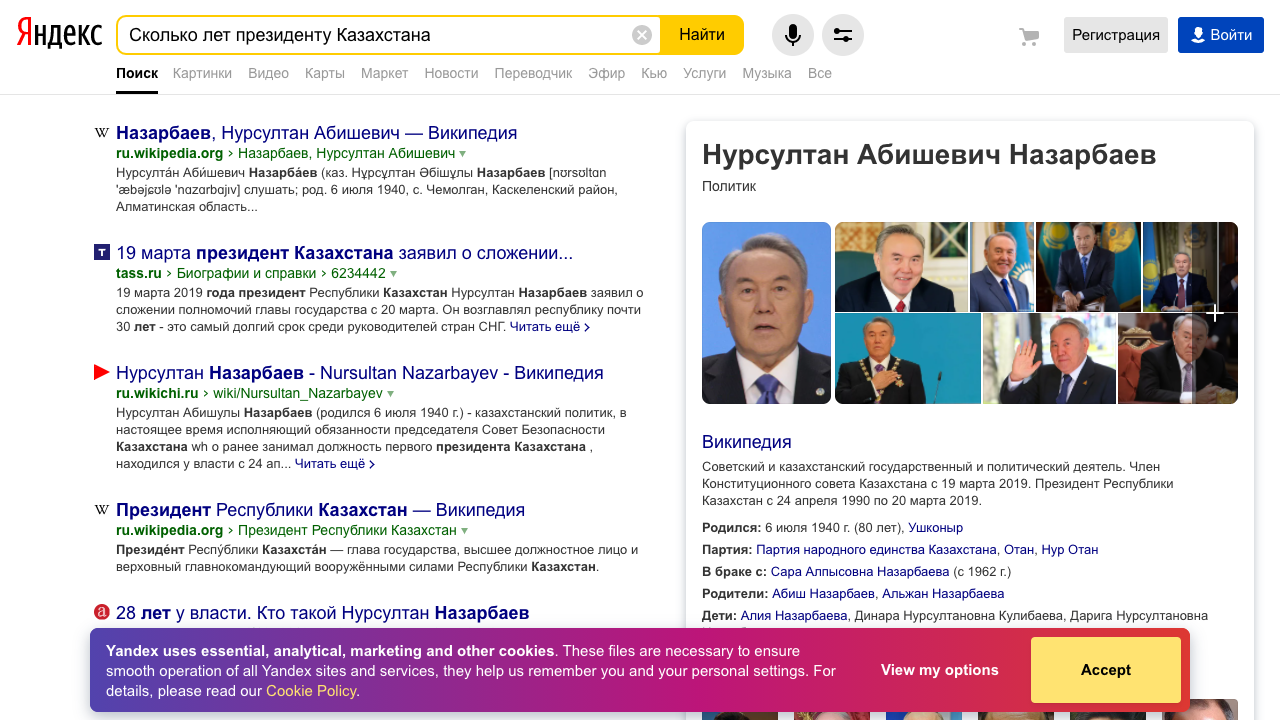 Яндекс
Сколько лет президенту Казахстана
Найти
Регистрация
Войти
Поиск Картинки Видео Карты Маркет Новости Переводчик Эфир Кью Услуги Музыка Все
Назарбаев, Нурсултан Абишевич — Википедия
ru.wikipedia.org › Назарбаев, Нурсултан Абишевич
Нурсулта́н Аби́шевич Назарба́ев (каз. Нұрсұлтан Әбішұлы Назарбаев [nʊrsʊltɑn
'æbəjɕʊlə 'nɑzɑrbɑjɪv] слушать; род. 6 июля 1940, с. Чемолган, Каскеленский район,
Алматинская область...
19 марта президент Казахстана заявил о сложении...
tass.ru › Биографии и справки › 6234442
19 марта 2019 года президент Республики Казахстан Нурсултан Назарбаев заявил о
сложении полномочий главы государства с 20 марта. Он возглавлял республику почти
30 лет - это самый долгий срок среди руководителей стран СНГ. Читать ещё ›
Нурсултан Назарбаев - Nursultan Nazarbayev - Википедия
ru.wikichi.ru › wiki/Nursultan_Nazarbayev
Нурсултан Абишулы Назарбаев (родился 6 июля 1940 г.) - казахстанский политик, в
настоящее время исполняющий обязанности председателя Совет Безопасности
Казахстана wh о ранее занимал должность первого президента Казахстана ,
находился у власти с 24 ап... Читать ещё ›
Президент Республики Казахстан — Википедия
ru.wikipedia.org › Президент Республики Казахстан
Президе́нт Респу́блики Казахста́н — глава государства, высшее должностное лицо и
верховный главнокомандующий вооружёнными силами Республики Казахстан.
28 лет у власти. Кто такой Нурсултан Назарбаев
Нурсултан Абишевич Назарбаев
Политик
Википедия
Советский и казахстанский государственный и политический деятель. Член
Конституционного совета Казахстана с 19 марта 2019. Президент Республики
Казахстан с 24 апреля 1990 по 20 марта 2019.
Родился: 6 июля 1940 г. (80 лет), Ушконыр
Партия: Партия народного единства Казахстана, Отан, Нур Отан
В браке с: Сара Алпысовна Назарбаева (с 1962 г.)
Родители: Абиш Назарбаев, Альжан Назарбаева
Дети: Алия Назарбаева, Динара Нурсултановна Кулибаева, Дарига Нурсултановна
Yandex uses essential, analytical, marketing and other cookies. These files are necessary to ensure
smooth operation of all Yandex sites and services, they help us remember you and your personal settings. For
details, please read our Cookie Policy.
View my options
Accept